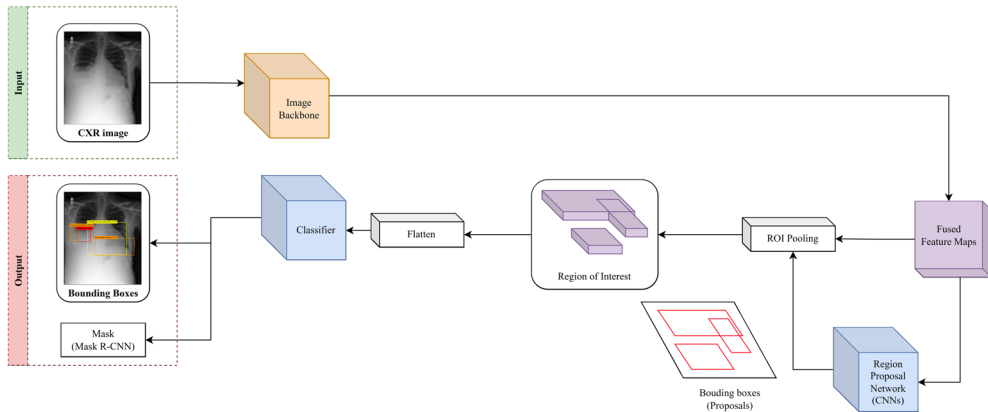 Input
CXR image
Image
Backbone
Output
Bounding Boxes
Mask
(Mask R-CNN)
Classifier
Flatten
Region of Interest
ROI Pooling
Fused
Feature Maps
Bouding boxes
(Proposals)
Region
Proposal
Network
(CNNs)